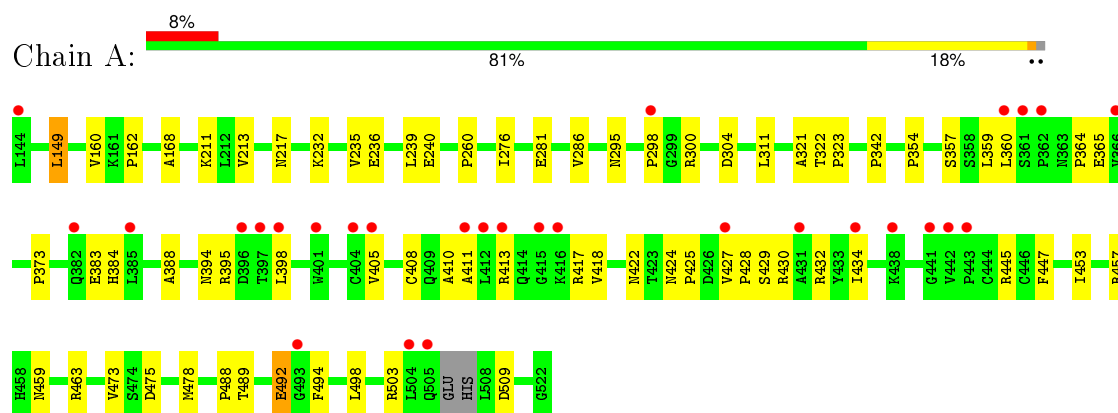 8%
Chain A:
81% 18% ••
L144 L149 V160 K161 P162 A168 K211 L212 V213 N217 K232 V235 E236 L239 E240 P260 I276 E281 V286 N295 P298 G299 R300 D304 L311 A321 T322 P323 P342 P354 S357 S358 L359 L360 S361 P362 N363 P364 E365 V366
P373 Q382 E383 H384 L385 A388 N394 R395 D396 T397 L398 W401 C404 V405 C408 Q409 A410 A411 L412 R413 Q414 G415 K416 R417 V418 N422 T423 N424 P425 D426 V427 P428 S429 R430 A431 R432 Y433 I434 K438 G441 V442 P443 C444 R445 C446 F447 I453 R457
H458 N459 R463 V473 S474 D475 M478 P488 T489 E492 G493 F494 L498 R503 L504 Q505 GLU HIS L508 D509 G522